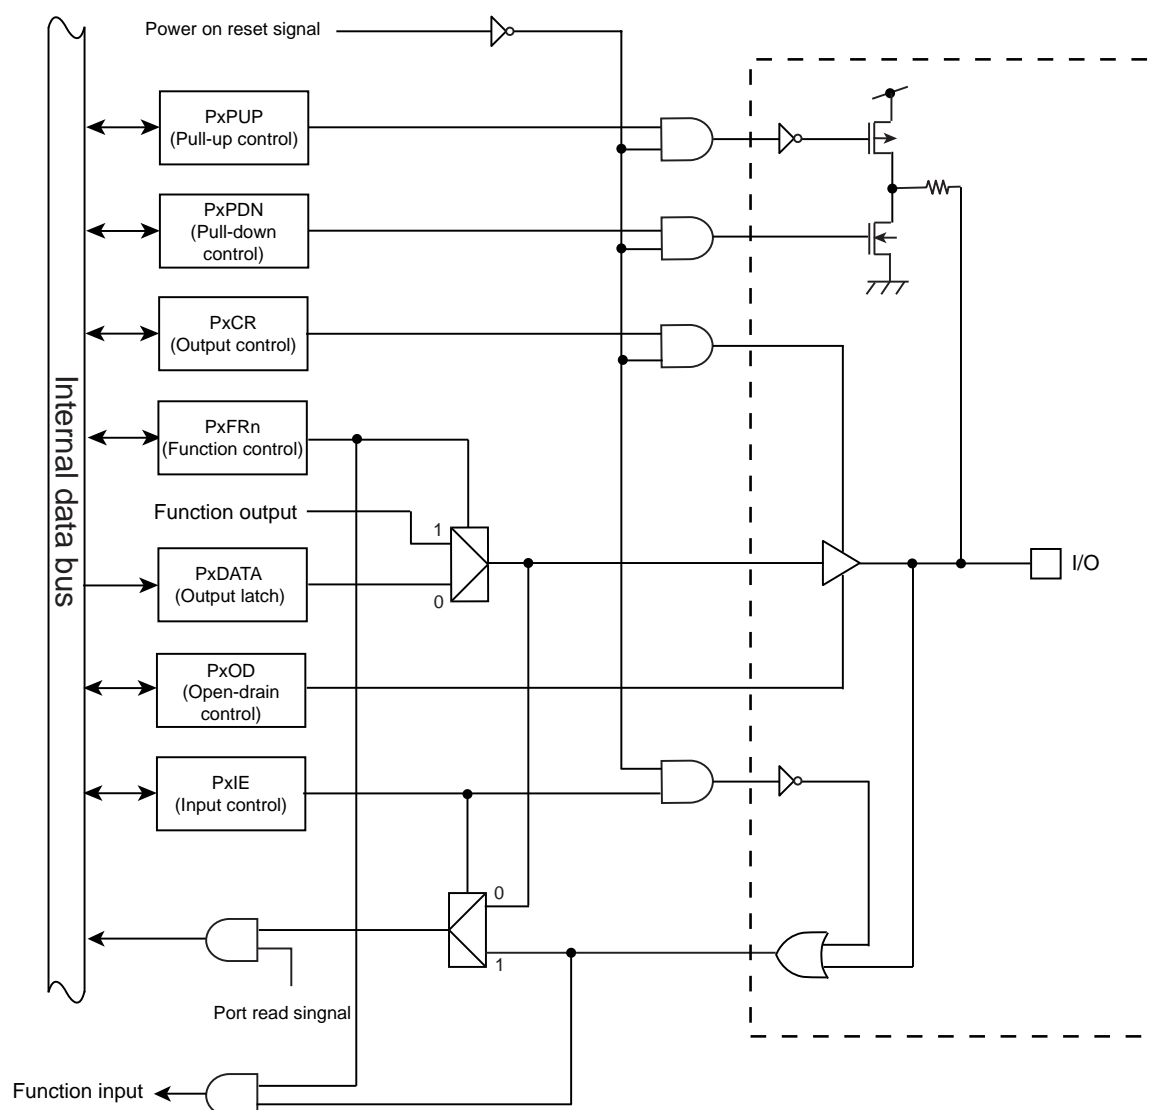 Power on reset signal
PxPUP
(Pull-up control)
PxPDN
(Pull-down
control)
PxCR
(Output control)
Internal data bus
PxFRn
(Function control)
Function output
1
PxDATA
(Output latch)
0
I/O
PxOD
(Open-drain
control)
PxIE
(Input control)
0
1
Port read singnal
Function input